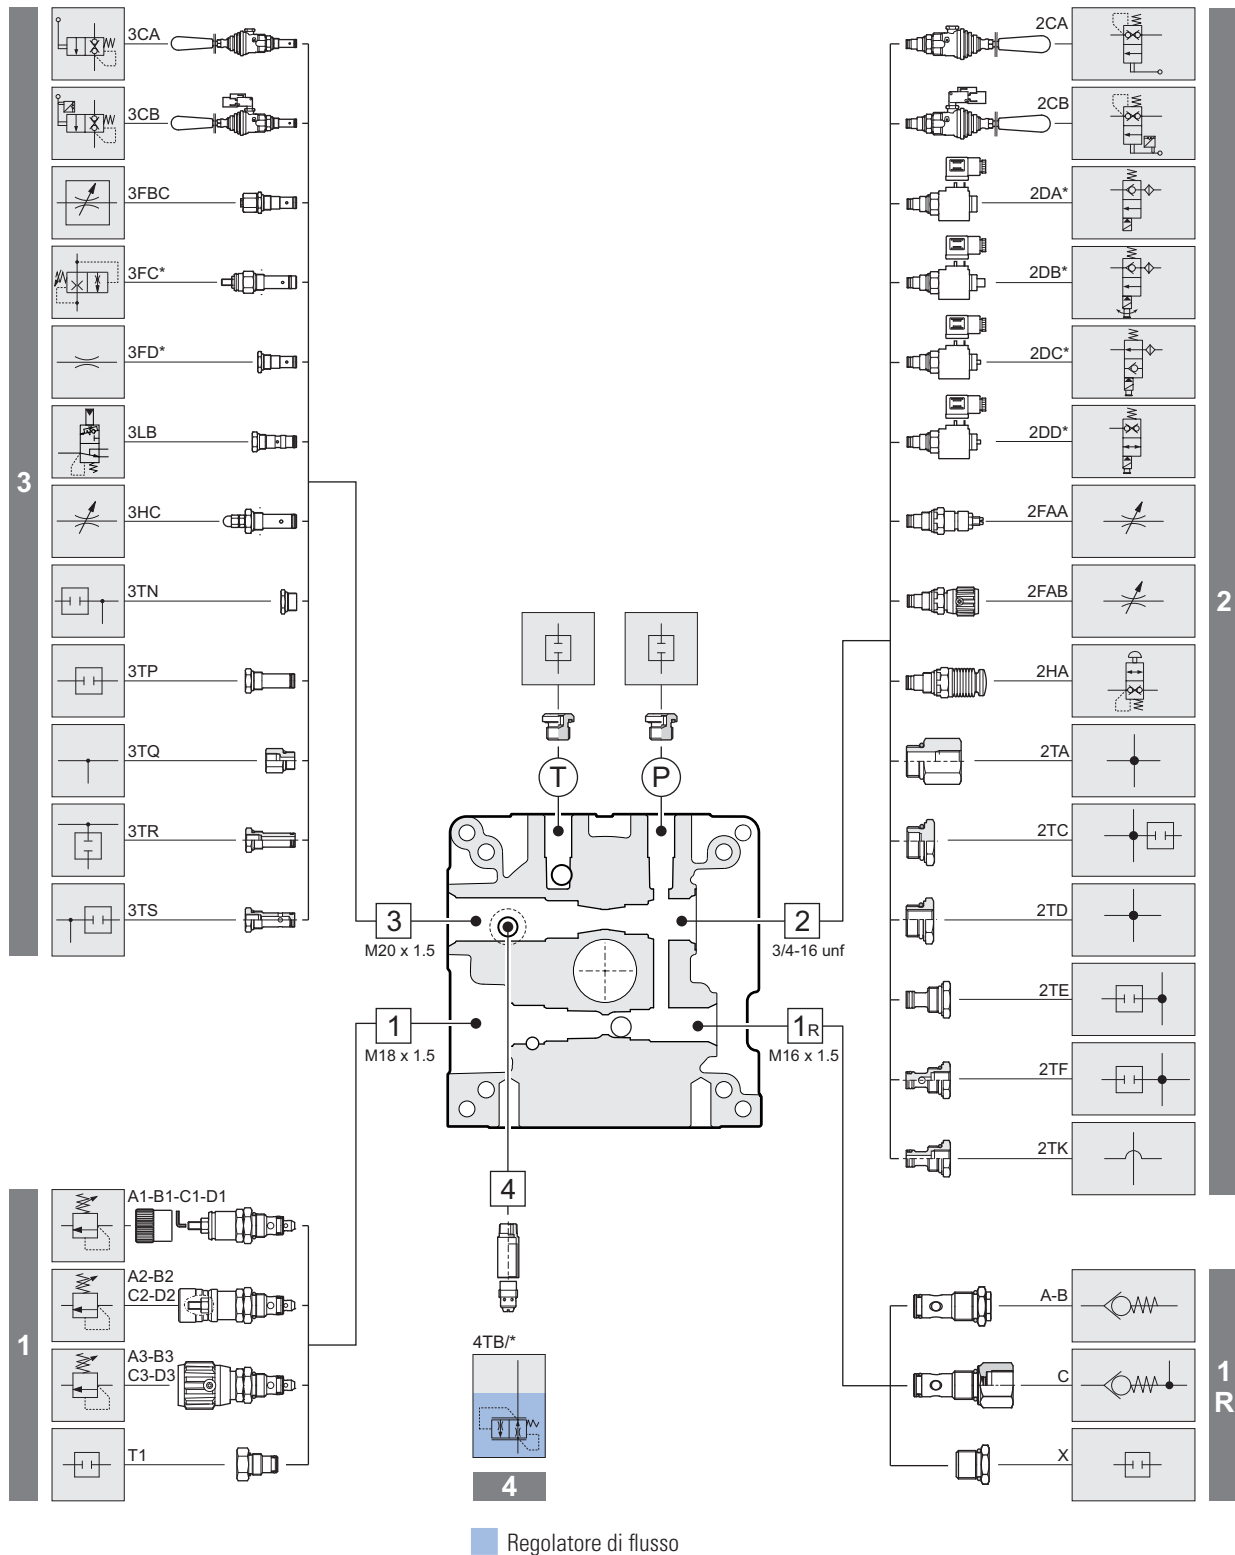 3CA
3CB
3FBC
3FC*
3FD*
3LB
3HC
3TN
3TP
3TQ
3TR
3TS
3
2CA
2CB
2DA*
2DB*
2DC*
2DD*
2FAA
2FAB
2HA
2TA
2TC
2TD
2TE
2TF
2TK
2
T
P
3
M20 x 1.5
2
3/4-16 unf
1
M18 x 1.5
1R
M16 x 1.5
4
A1-B1-C1-D1
A2-B2
C2-D2
A3-B3
C3-D3
T1
1
4TB/*
4
A-B
C
X
1
R
Regolatore di flusso